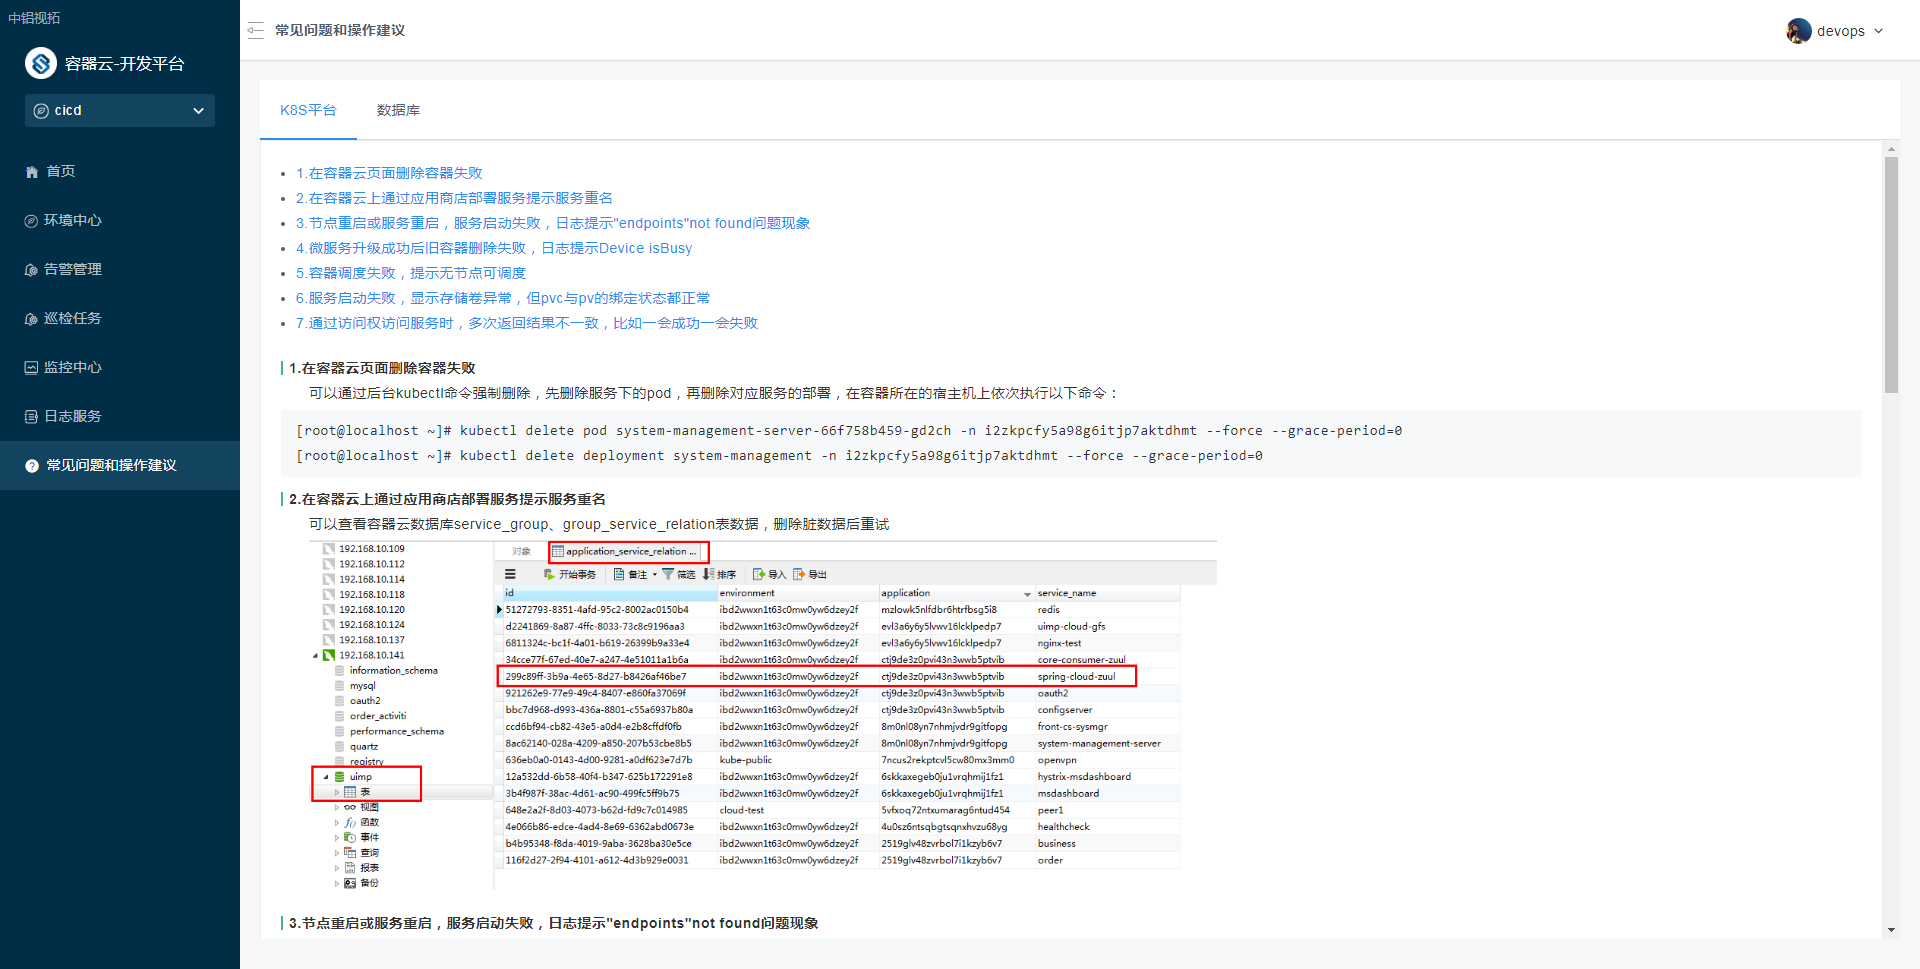 中铝视拓
容器云-开发平台
cicd
首页
环境中心
告警管理
巡检任务
监控中心
日志服务
常见问题和操作建议
常见问题和操作建议
devops
K8S平台 数据库
1.在容器云页面删除容器失败
2.在容器云上通过应用商店部署服务提示服务重名
3.节点重启或服务重启，服务启动失败，日志提示"endpoints"not found问题现象
4.微服务升级成功后旧容器删除失败，日志提示Device isBusy
5.容器调度失败，提示无节点可调度
6.服务启动失败，显示存储卷异常，但pvc与pv的绑定状态都正常
7.通过访问权访问服务时，多次返回结果不一致，比如一会成功一会失败
1.在容器云页面删除容器失败
可以通过后台kubectl命令强制删除，先删除服务下的pod，再删除对应服务的部署，在容器所在的宿主机上依次执行以下命令：
[root@localhost ~]# kubectl delete pod system-management-server-66f758b459-gd2ch -n i2zkpcfy5a98g6itjp7aktdhmt --force --grace-period=0
[root@localhost ~]# kubectl delete deployment system-management -n i2zkpcfy5a98g6itjp7aktdhmt --force --grace-period=0
2.在容器云上通过应用商店部署服务提示服务重名
可以查看容器云数据库service_group、group_service_relation表数据，删除脏数据后重试
192.168.10.109
192.168.10.112
192.168.10.114
192.168.10.118
192.168.10.120
192.168.10.124
192.168.10.137
192.168.10.141
information_schema
mysql
oauth2
order_activiti
performance_schema
quartz
registry
uimp
表
视图
函数
事件
查询
报表
备份
对象 application_service_relation ...
开始事务 备注 筛选 排序 导入 导出
id environment application service_name
51272793-8351-4afd-95c2-8002ac0150b4 ibd2wwxn1t63c0mw0yw6dzey2f mzlowk5nlfdbr6htrfbsg5i8 redis
d2241869-8a87-4ffc-8033-73c8c9196aa3 ibd2wwxn1t63c0mw0yw6dzey2f evl3a6y6y5lvwv16lcklpedp7 uimp-cloud-gfs
6811324c-bc1f-4a01-b619-26399b9a33e4 ibd2wwxn1t63c0mw0yw6dzey2f evl3a6y6y5lvwv16lcklpedp7 nginx-test
34cce77f-67ed-40e7-a247-4e51011a1b6a ibd2wwxn1t63c0mw0yw6dzey2f ctj9de3z0pvi43n3wwb5ptvib core-consumer-zuul
299c89ff-3b9a-4e65-8d27-b8426af46be7 ibd2wwxn1t63c0mw0yw6dzey2f ctj9de3z0pvi43n3wwb5ptvib spring-cloud-zuul
921262e9-77e9-49c4-8407-e860fa37069f ibd2wwxn1t63c0mw0yw6dzey2f ctj9de3z0pvi43n3wwb5ptvib oauth2
bbc7d968-d993-436a-8801-c55a6937b80a ibd2wwxn1t63c0mw0yw6dzey2f ctj9de3z0pvi43n3wwb5ptvib configserver
ccd6bf94-cb82-43e5-a0d4-e2b8cffdf0fb ibd2wwxn1t63c0mw0yw6dzey2f 8m0nl08yn7nhmjvdr9gitfopg front-cs-sysmgr
8ac62140-028a-4209-a850-207b53cbe8b5 ibd2wwxn1t63c0mw0yw6dzey2f 8m0nl08yn7nhmjvdr9gitfopg system-management-server
636eb0a0-0143-4d00-9281-a0df623e7d7b kube-public 7ncus2rekptcvl5cw80mx3mm0 openvpn
12a532dd-6b58-40f4-b347-625b172291e8 ibd2wwxn1t63c0mw0yw6dzey2f 6skkaxegeb0ju1vrqhmij1fz1 hystrix-msdashboard
3b4f987f-38ac-4d61-ac90-499fc5ff9b75 ibd2wwxn1t63c0mw0yw6dzey2f 6skkaxegeb0ju1vrqhmij1fz1 msdashboard
648e2a2f-8d03-4073-b62d-fd9c7c014985 cloud-test 5vfxoq72ntxumarag6ntud454 peer1
4e066b86-edce-4ad4-8e69-6362abd0673e ibd2wwxn1t63c0mw0yw6dzey2f 4u0sz6ntsqbgtsqnxhvzu68yg healthcheck
b4b95348-f8da-4019-9aba-3628ba30e5ce ibd2wwxn1t63c0mw0yw6dzey2f 2519glv48zvrbol7i1kzyb6v7 business
116f2d27-2f94-4101-a612-4d3b929e0031 ibd2wwxn1t63c0mw0yw6dzey2f 2519glv48zvrbol7i1kzyb6v7 order
3.节点重启或服务重启，服务启动失败，日志提示"endpoints"not found问题现象